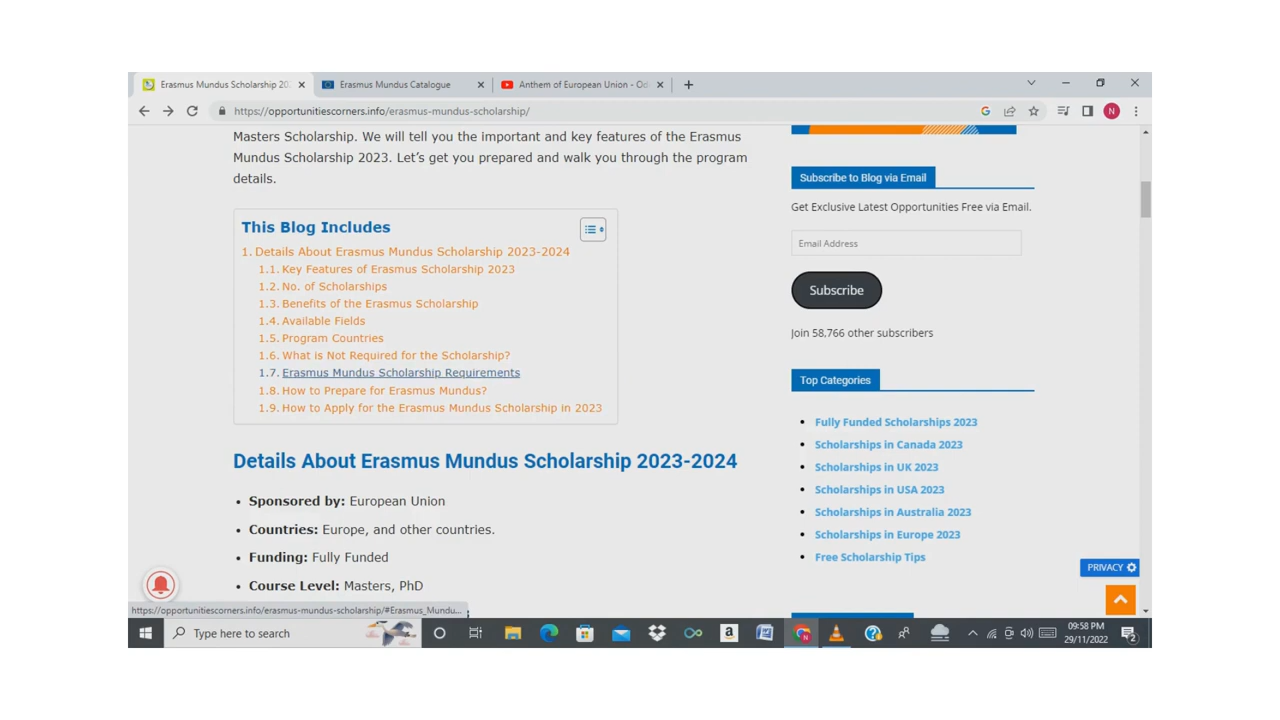 Erasmus Mundus Scholarship 202
Erasmus Mundus Catalogue
Anthem of European Union - Od
https://opportunitiescorners.info/erasmus-mundus-scholarship/
N
Masters Scholarship. We will tell you the important and key features of the Erasmus
Mundus Scholarship 2023. Let's get you prepared and walk you through the program
details.
This Blog Includes
1. Details About Erasmus Mundus Scholarship 2023-2024
1.1. Key Features of Erasmus Scholarship 2023
1.2. No. of Scholarships
1.3. Benefits of the Erasmus Scholarship
1.4. Available Fields
1.5. Program Countries
1.6. What is Not Required for the Scholarship?
1.7. Erasmus Mundus Scholarship Requirements
1.8. How to Prepare for Erasmus Mundus?
1.9. How to Apply for the Erasmus Mundus Scholarship in 2023
Details About Erasmus Mundus Scholarship 2023-2024
• Sponsored by: European Union
• Countries: Europe, and other countries.
• Funding: Fully Funded
• Course Level: Masters, PhD
Subscribe to Blog via Email
Get Exclusive Latest Opportunities Free via Email.
Email Address
Subscribe
Join 58,766 other subscribers
Top Categories
• Fully Funded Scholarships 2023
• Scholarships in Canada 2023
• Scholarships in UK 2023
• Scholarships in USA 2023
• Scholarships in Australia 2023
• Scholarships in Europe 2023
• Free Scholarship Tips
PRIVACY
https://opportunitiescorners.info/erasmus-mundus-scholarship/#Erasmus_Mundu...
Type here to search
09:58 PM
29/11/2022
2